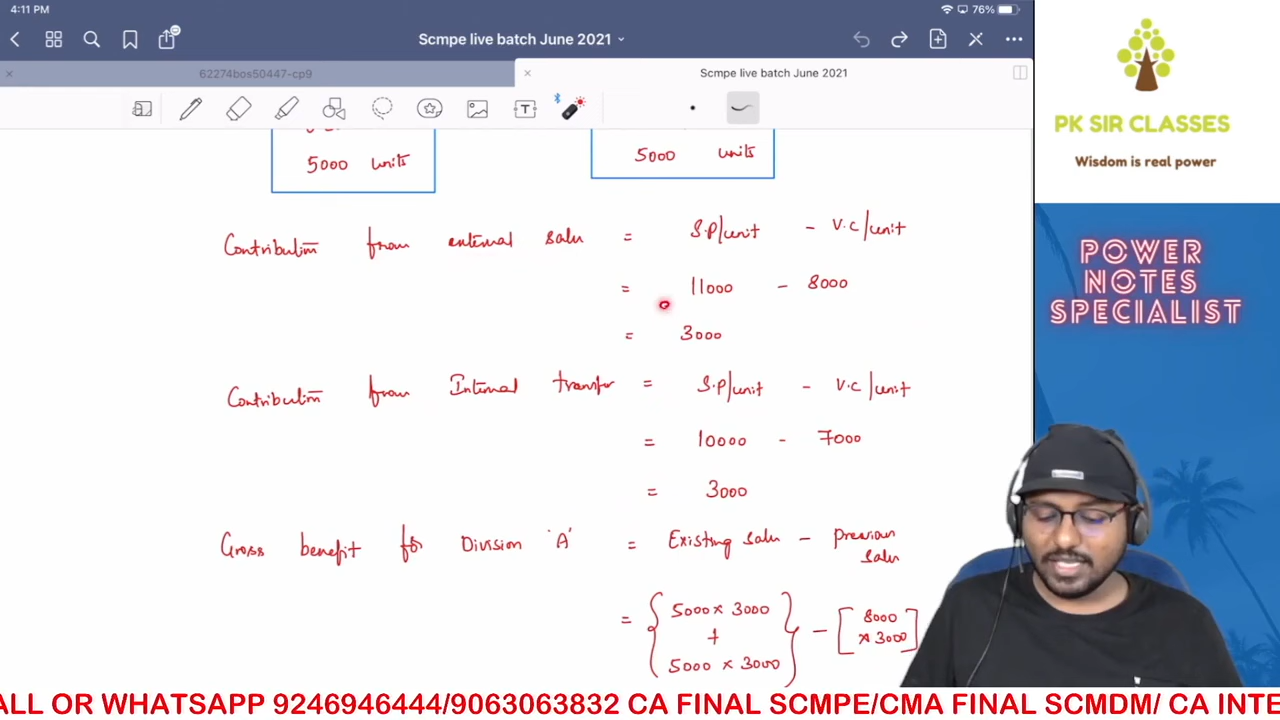 4:11 PM
76%
Scmpe live batch June 2021
62274bos50447-cp9
Scmpe live batch June 2021
5000 units
5000 units
Contribution from external sales = S.P/unit - V.C/unit
= 11000 - 8000
= 3000
Contribution from Internal transfer = S.P/unit - V.C/unit
= 10000 - 7000
= 3000
Gross benefit for Division 'A' = Existing sales - Previous sales
= { 5000 x 3000
+
5000 x 3000 } - [ 8000
x 3000 ]
PK SIR CLASSES
Wisdom is real power
POWER
NOTES
SPECIALIST
ALL OR WHATSAPP 9246946444/9063063832 CA FINAL SCMPE/CMA FINAL SCMDM/ CA INTE